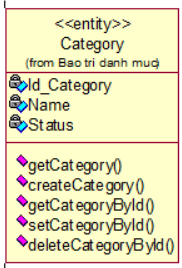 <<entity>>
Category
(from Bao tri danh muc)
Id_Category
Name
Status
getCategory()
createCategory()
getCategoryById()
setCategoryById()
deleteCategoryById()